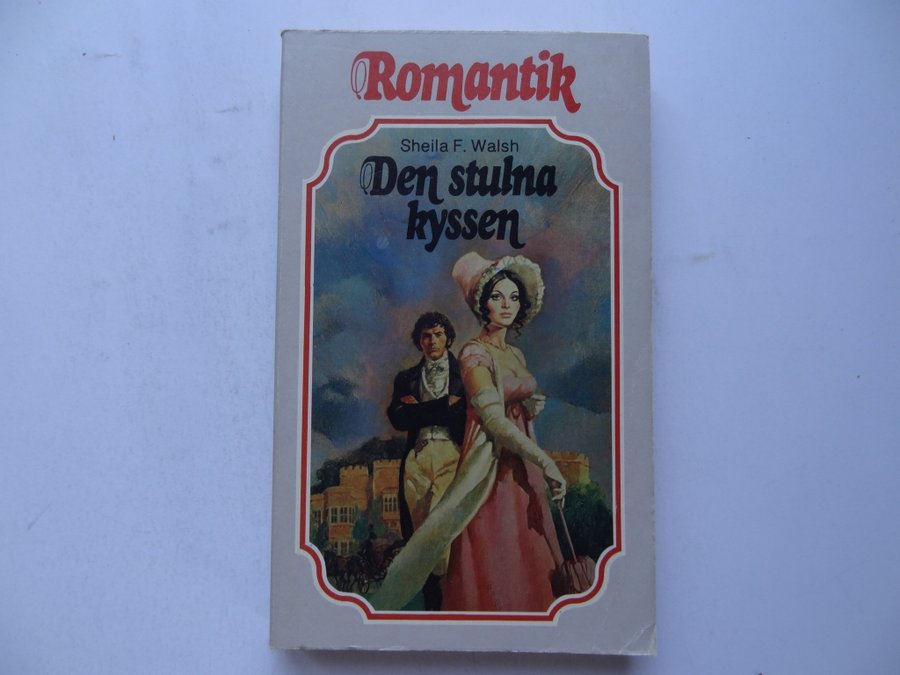 Romantik
Sheila F. Walsh
Den stulna
kyssen